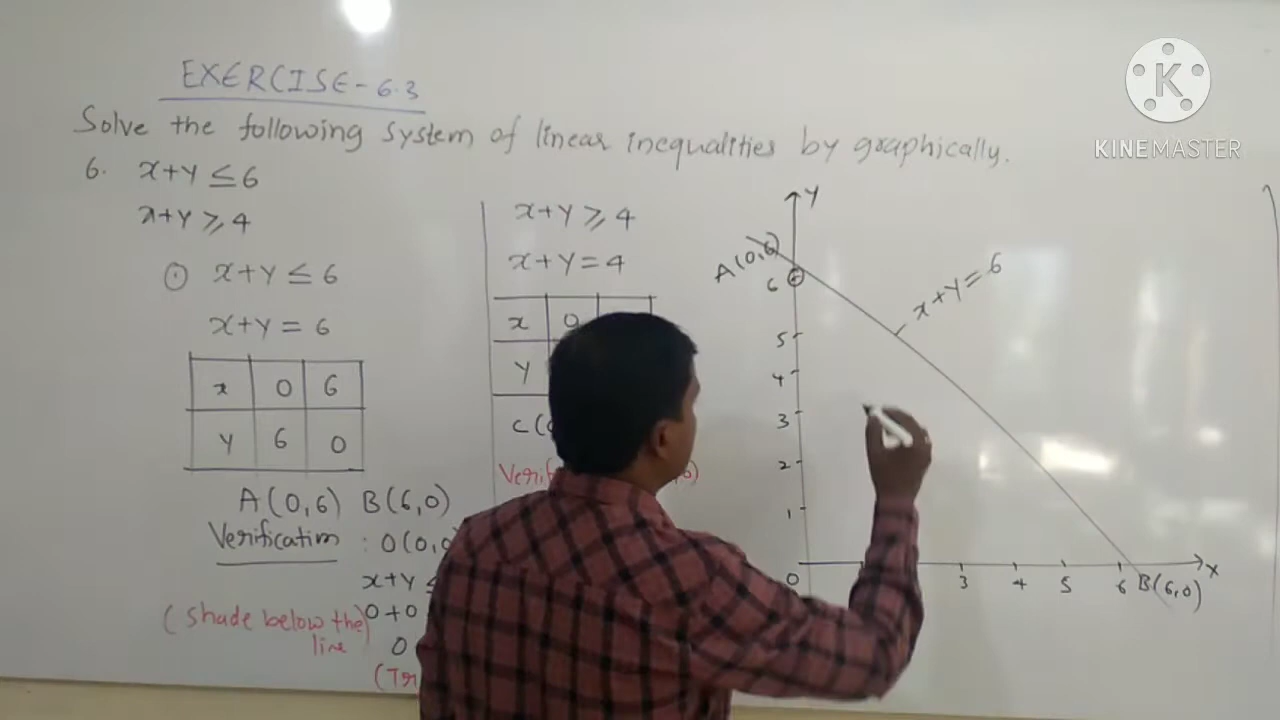 EXERCISE - 6.3
Solve the following system of linear inequalities by graphically.
6. x+y ≤ 6
x+y ≥ 4
① x+y ≤ 6
x+y = 6
x 0 6
y 6 0
A(0,6) B(6,0)
Verification : O(0,0
x+y ≤
0+0
(shade below the line
0
x+y ≥ 4
x+y = 4
x 0
y
C(
Y
A(0,6)
x+y=6
6
5
4
3
2
1
0 3 4 5 6 B(6,0) X
K
KINEMASTER